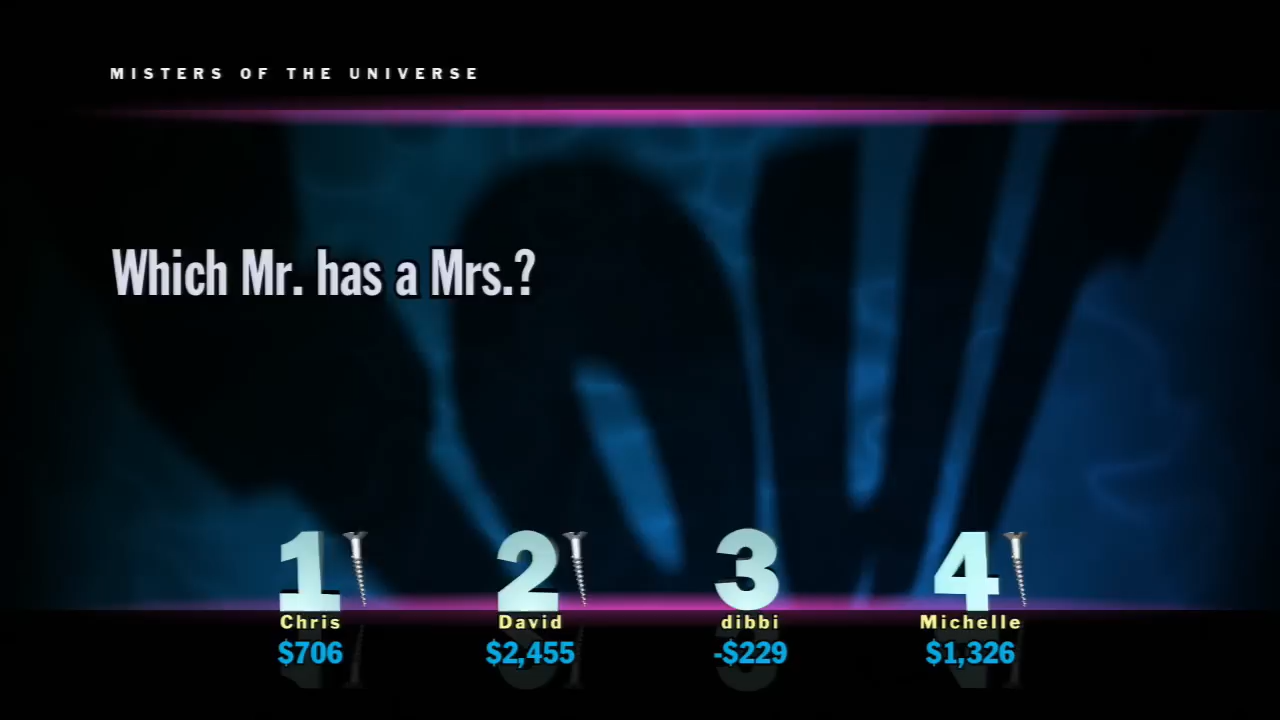 MISTERS OF THE UNIVERSE
Which Mr. has a Mrs.?
1 2 3 4
Chris David dibbi Michelle
$706 $2,455 -$229 $1,326